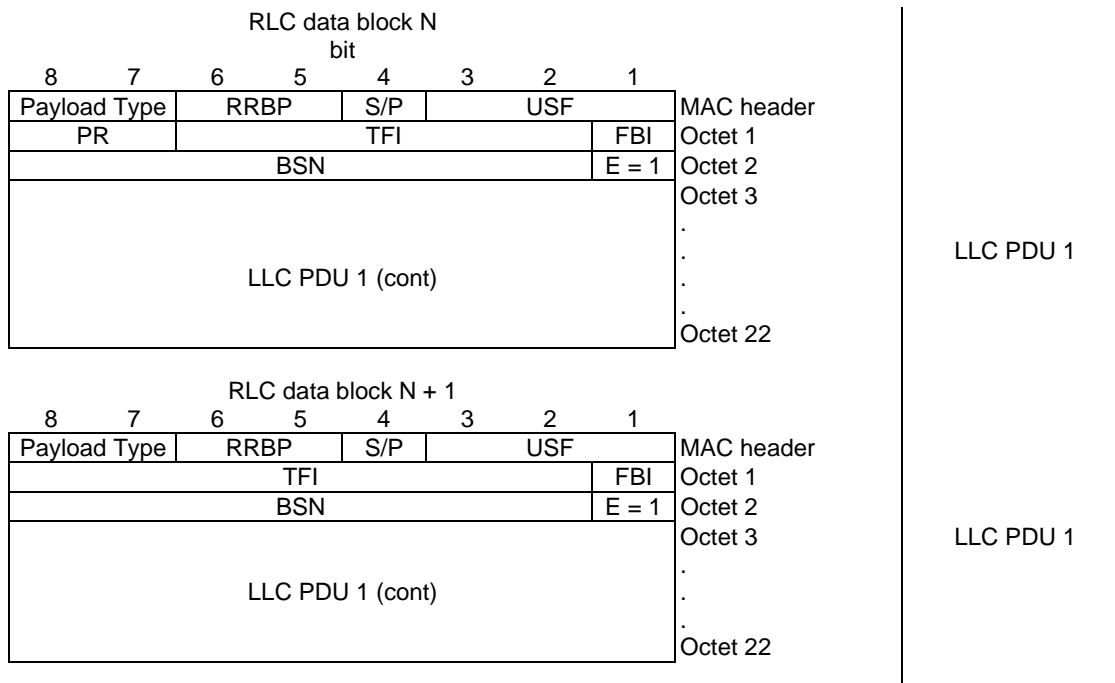 RLC data block N
bit
8 7 6 5 4 3 2 1
Payload Type RRBP S/P USF MAC header
PR TFI FBI Octet 1
BSN E = 1 Octet 2
Octet 3
.
.
LLC PDU 1 (cont) .
.
Octet 22
LLC PDU 1
RLC data block N + 1
8 7 6 5 4 3 2 1
Payload Type RRBP S/P USF MAC header
TFI FBI Octet 1
BSN E = 1 Octet 2
Octet 3 LLC PDU 1
.
LLC PDU 1 (cont) .
.
Octet 22